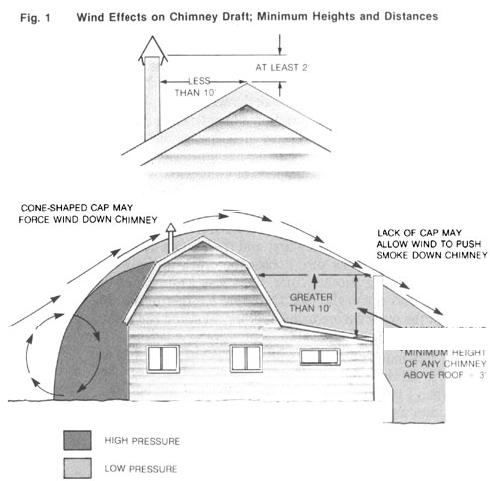 Fig. 1 Wind Effects on Chimney Draft; Minimum Heights and Distances
AT LEAST 2'
LESS
THAN 10'
CONE-SHAPED CAP MAY
FORCE WIND DOWN CHIMNEY
LACK OF CAP MAY
ALLOW WIND TO PUSH
SMOKE DOWN CHIMNEY
GREATER
THAN 10'
MINIMUM HEIGHT
OF ANY CHIMNEY
ABOVE ROOF = 3'
HIGH PRESSURE
LOW PRESSURE